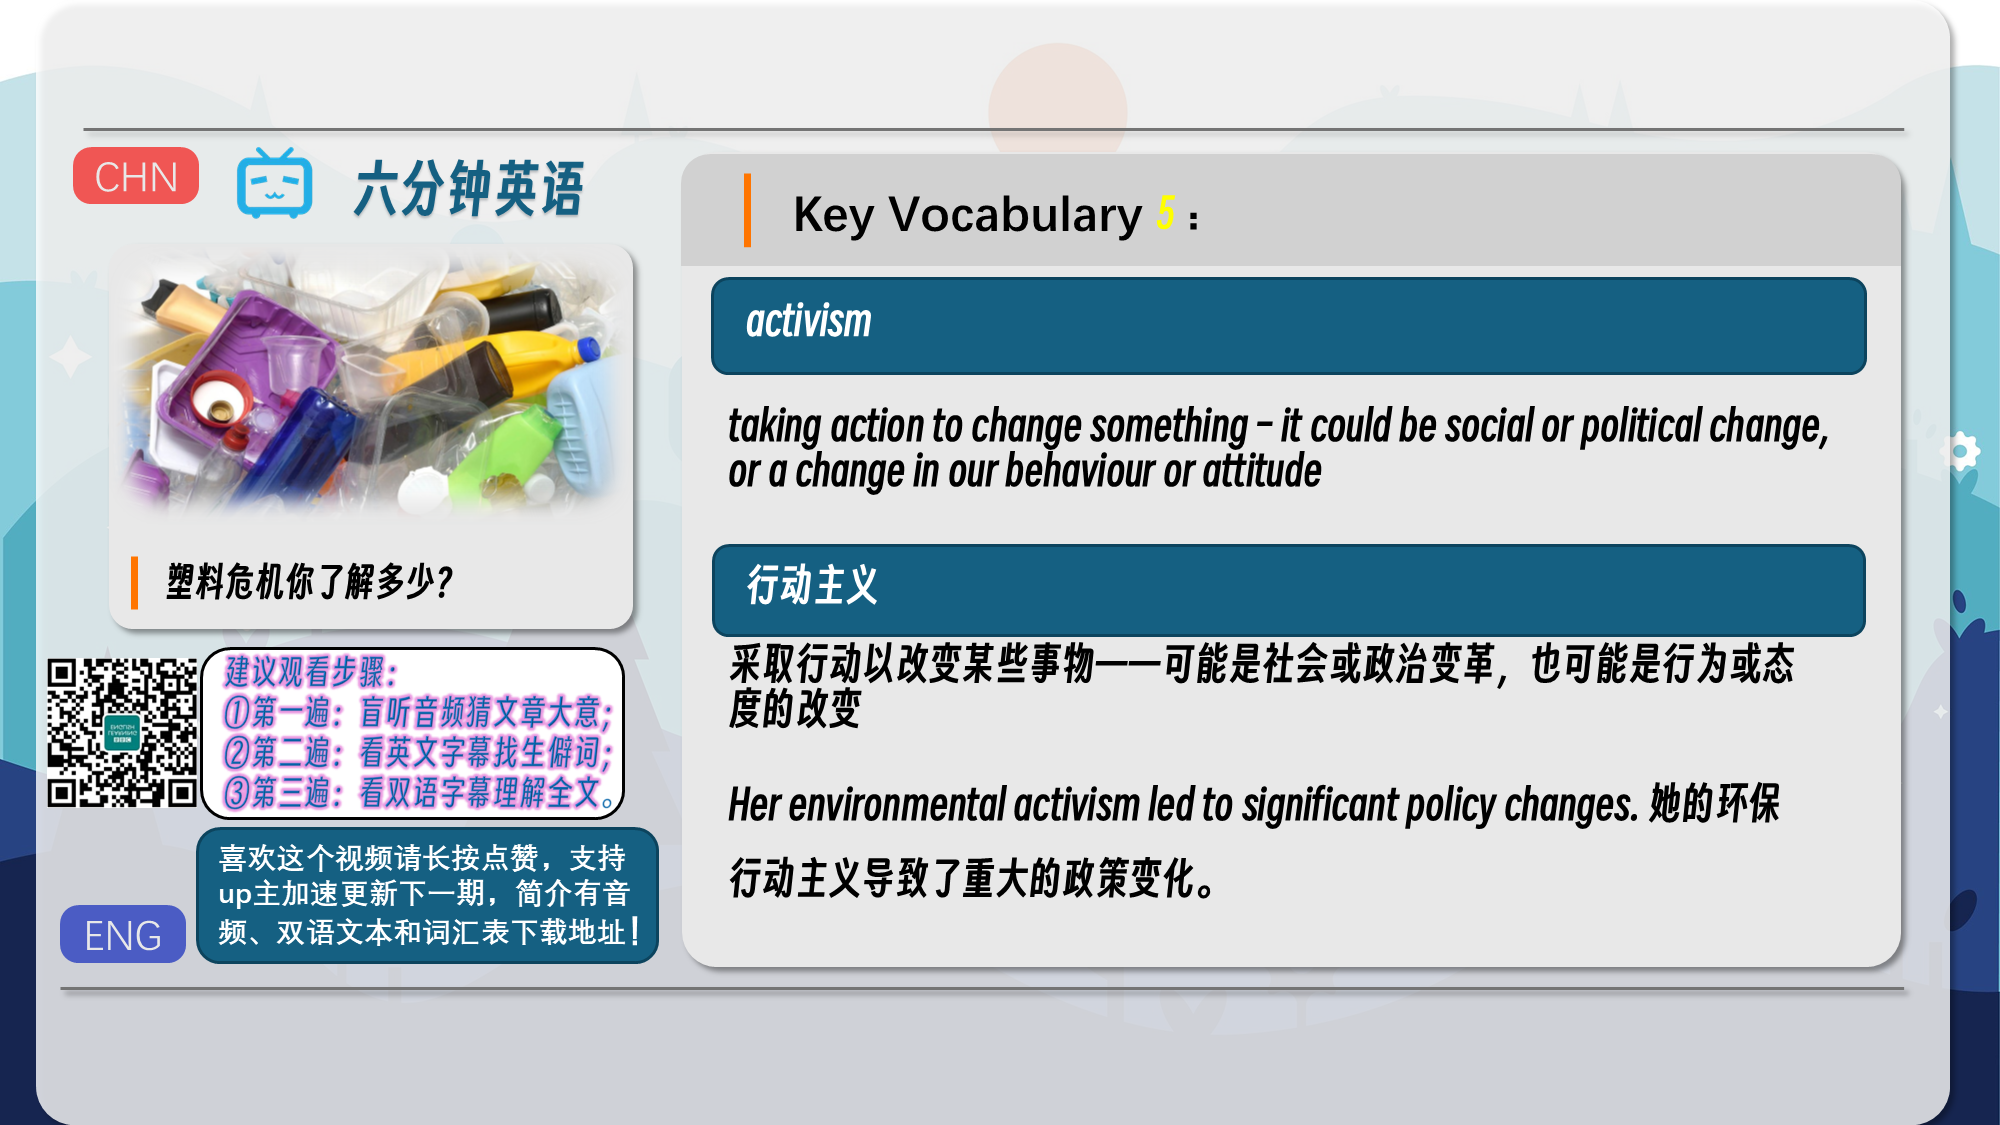 CHN
六分钟英语
塑料危机你了解多少？
建议观看步骤：
①第一遍：盲听音频猜文章大意；
②第二遍：看英文字幕找生僻词；
③第三遍：看双语字幕理解全文。
喜欢这个视频请长按点赞，支持
up主加速更新下一期，简介有音
频、双语文本和词汇表下载地址！
ENG
Key Vocabulary 5：
activism
taking action to change something – it could be social or political change,
or a change in our behaviour or attitude
行动主义
采取行动以改变某些事物——可能是社会或政治变革，也可能是行为或态
度的改变
Her environmental activism led to significant policy changes. 她的环保
行动主义导致了重大的政策变化。